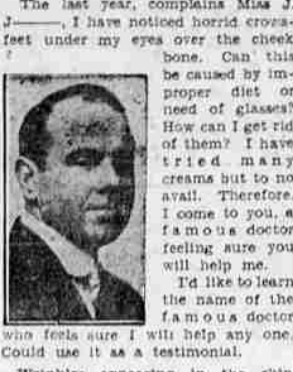 The last year, complains Miss J.
J——, I have noticed horrid crows-
feet under my eyes over the cheek
bone. Can this
?
be caused by im-
proper diet or
need of glasses?
How can I get rid
of them? I have
tried many
creams but to no
avail. Therefore,
I come to you, a
famous doctor
feeling sure you
will help me.
I'd like to learn
the name of the
famous doctor
who feels sure I will help any one.
Could use it as a testimonial.
Wrinkles appearing in the skin